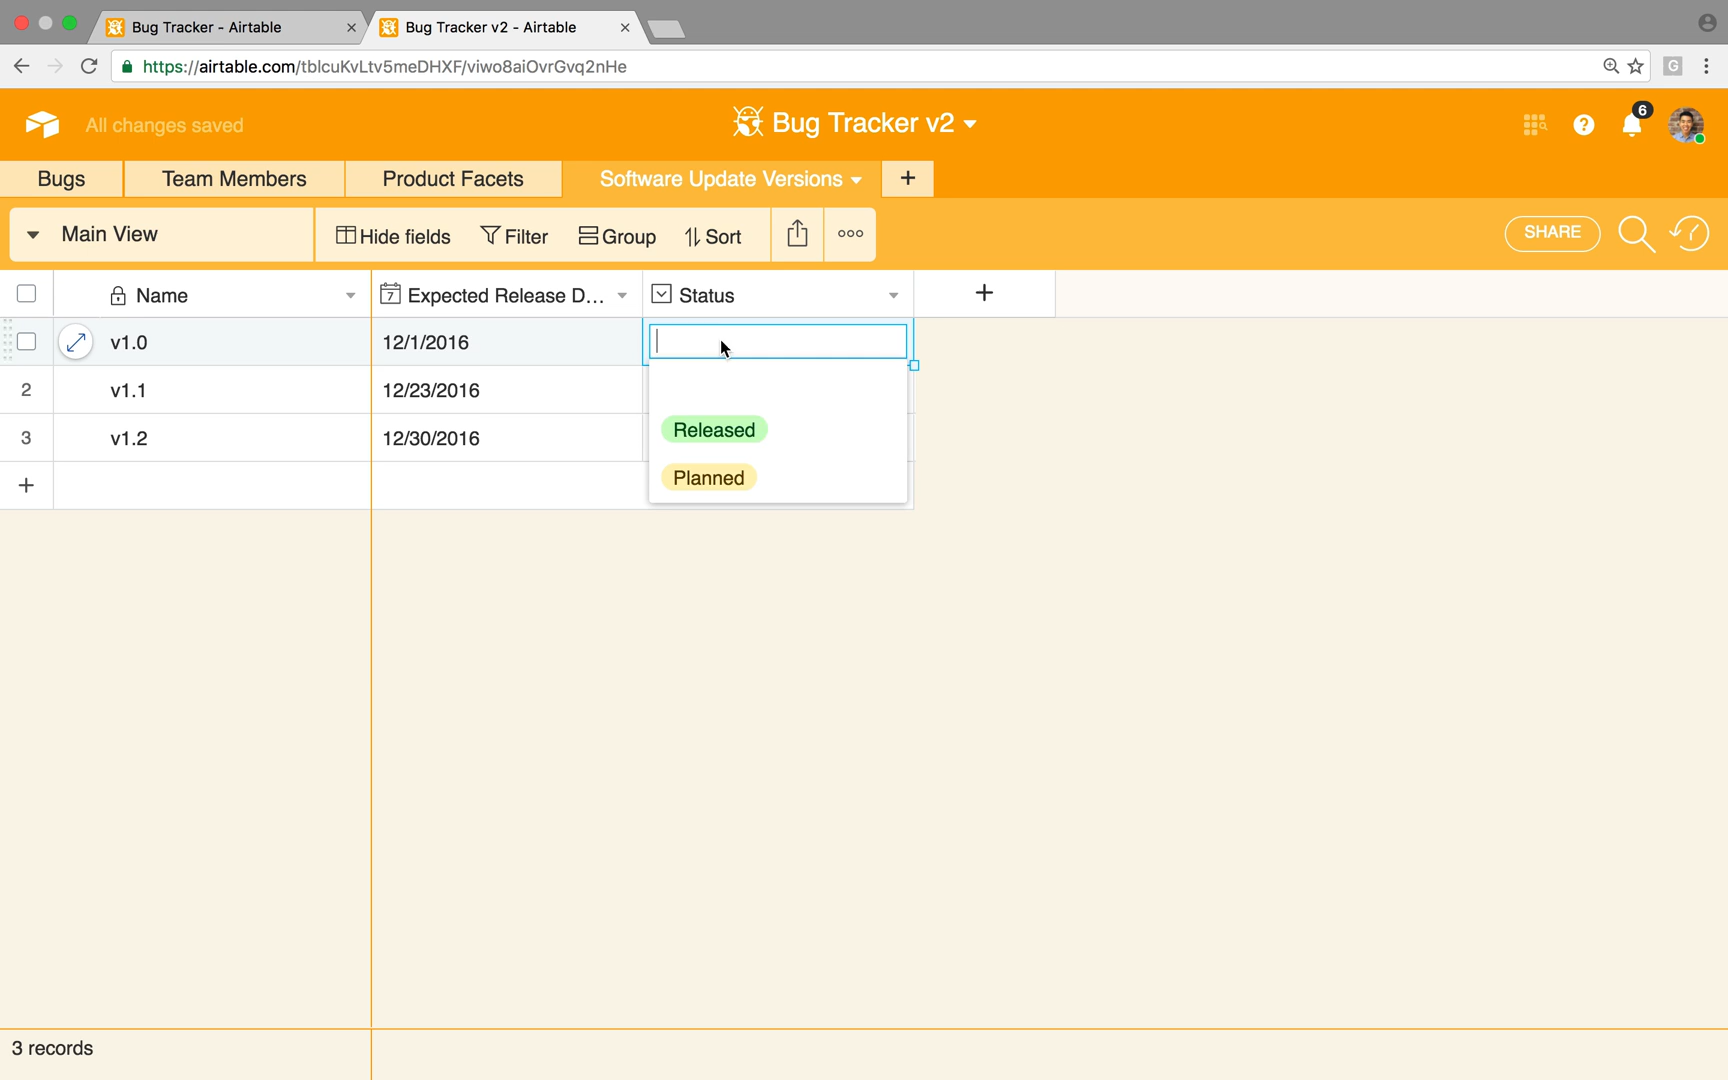 Bug Tracker - Airtable
Bug Tracker v2 - Airtable
https://airtable.com/tblcuKvLtv5meDHXF/viwo8aiOvrGvq2nHe
G
All changes saved
Bug Tracker v2
?
6
Bugs
Team Members
Product Facets
Software Update Versions
+
Main View
Hide fields
Filter
Group
Sort
SHARE
Name
7
Expected Release D...
Status
+
v1.0
12/1/2016
2
v1.1
12/23/2016
Released
3
v1.2
12/30/2016
Planned
+
3 records